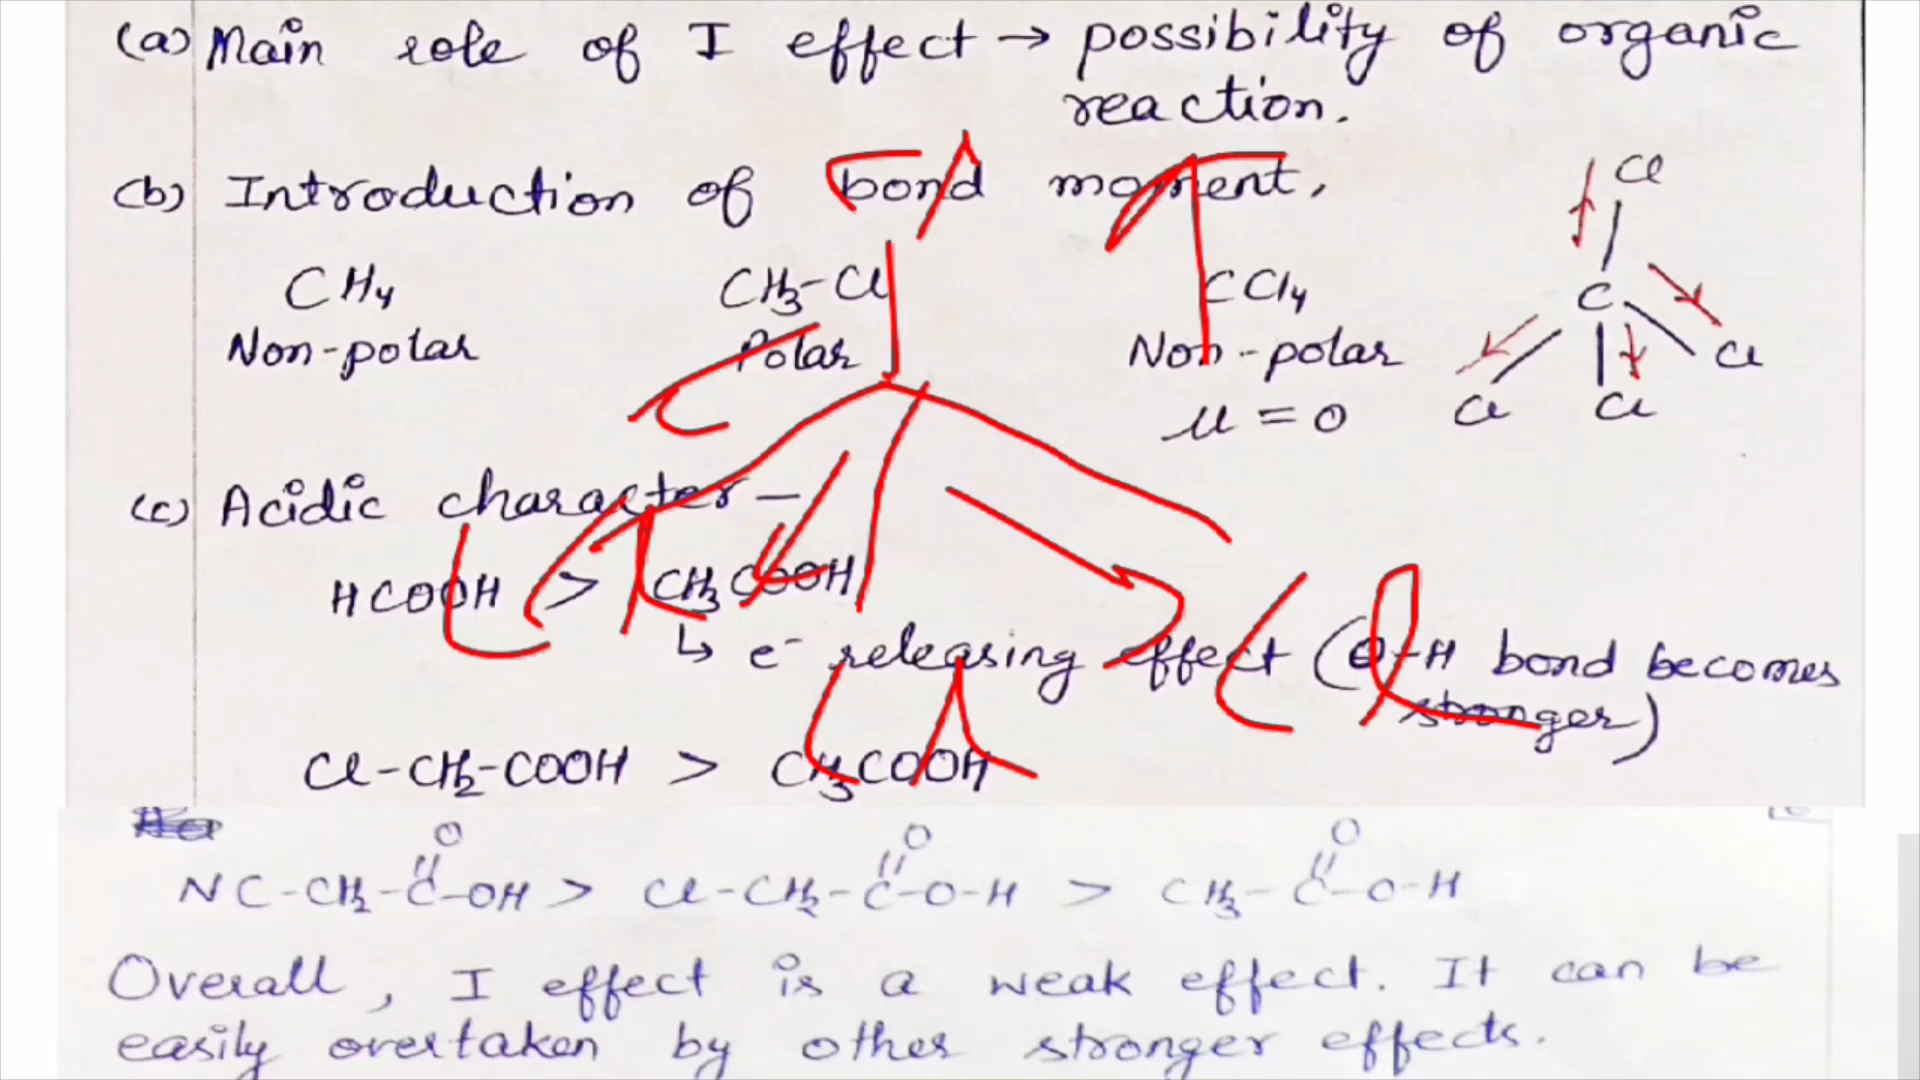 (a) Main role of I effect → possibility of organic
reaction.
(b) Introduction of bond moment,
CH₄ CH₃-Cl CCl₄
Non-polar Polar Non-polar
μ = 0
Cl
C
Cl Cl Cl
(c) Acidic character –
HCOOH > CH₃COOH
↳ e⁻ releasing effect (O-H bond becomes
stronger)
Cl-CH₂-COOH > CH₃COOH
O O O
NC-CH₂-C-OH > Cl-CH₂-C-O-H > CH₃-C-O-H
Overall, I effect is a weak effect. It can be
easily overtaken by other stronger effects.